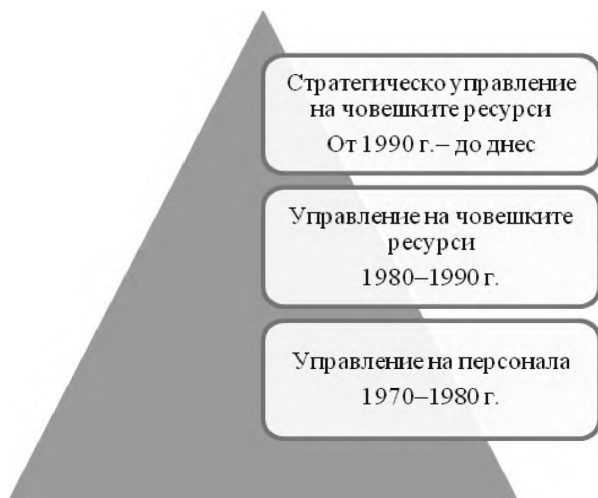 Стратегическо управление
на човешките ресурси
От 1990 г.– до днес
Управление на човешките
ресурси
1980–1990 г.
Управление на персонала
1970–1980 г.